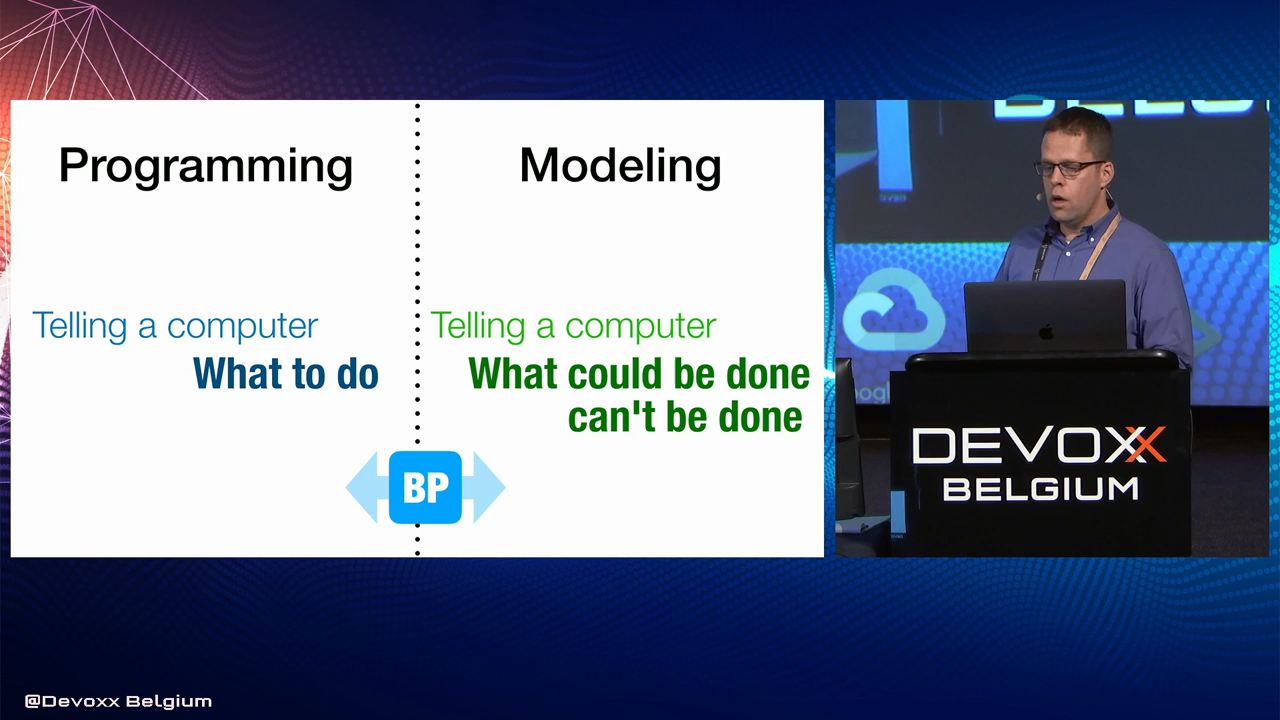 Programming
Modeling
Telling a computer
What to do
Telling a computer
What could be done
can't be done
BP
DEVOXX
BELGIUM
@Devoxx Belgium